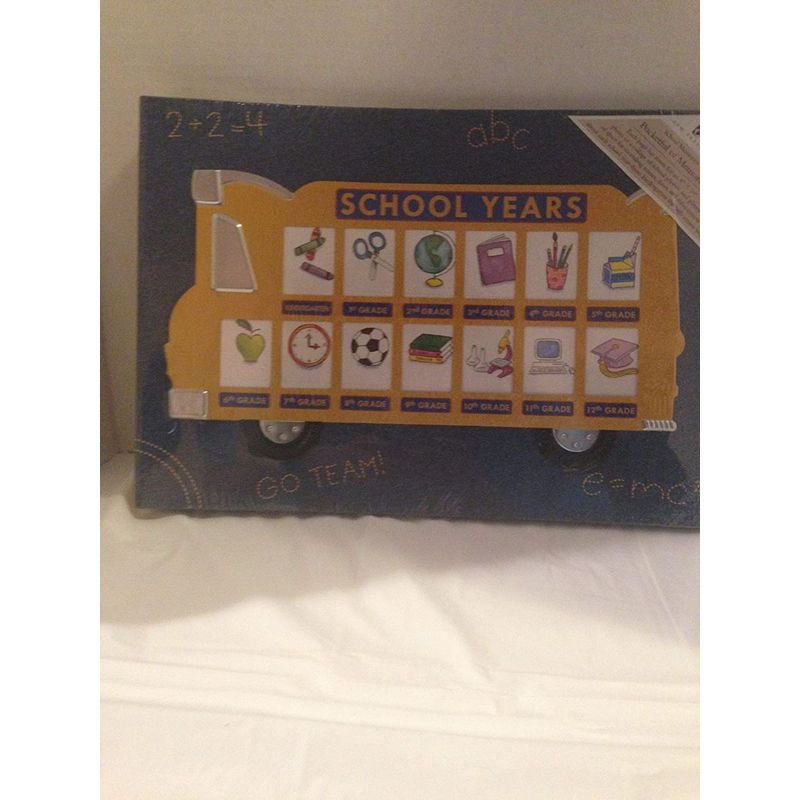 2+2=4
abc
SCHOOL YEARS
KINDERGARTEN
1st GRADE
2nd GRADE
3rd GRADE
4th GRADE
5th GRADE
6th GRADE
7th GRADE
8th GRADE
9th GRADE
10th GRADE
11th GRADE
12th GRADE
GO TEAM!
e=mc